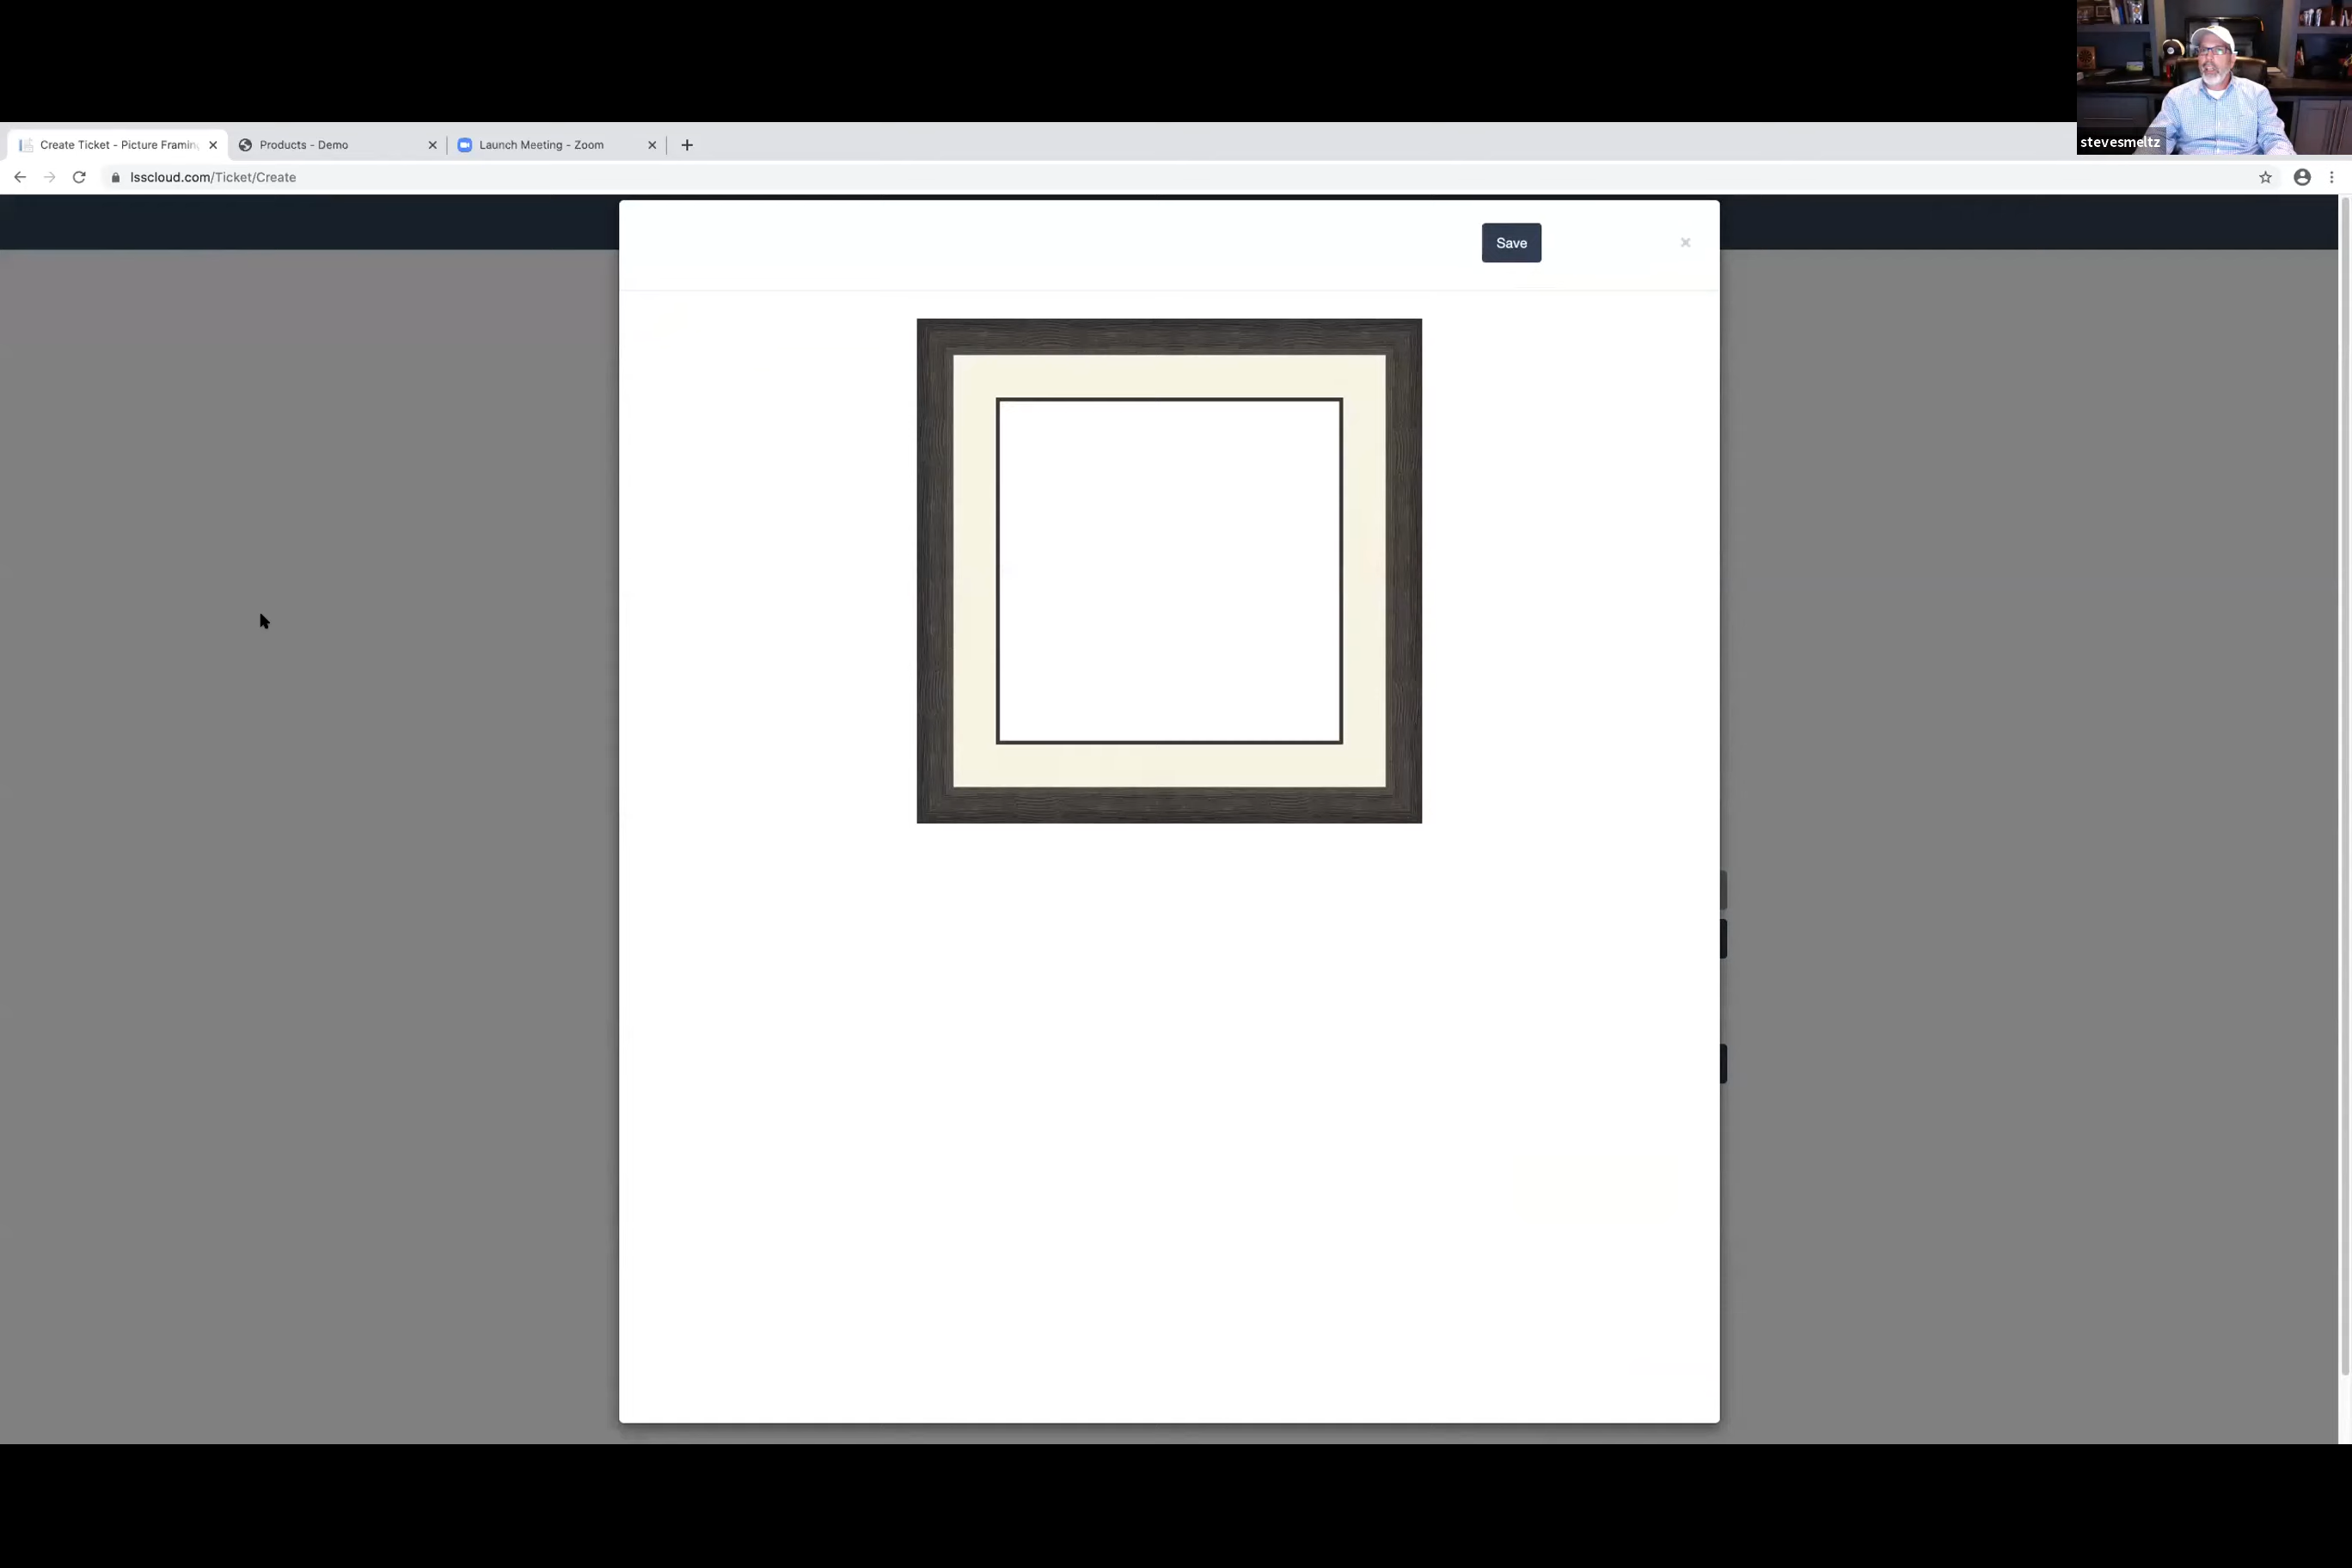 stevesmeltz
Create Ticket - Picture Framin
Products - Demo
Launch Meeting - Zoom
lsscloud.com/Ticket/Create
Save